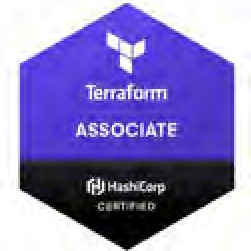 Terraform
ASSOCIATE
HashiCorp
CERTIFIED